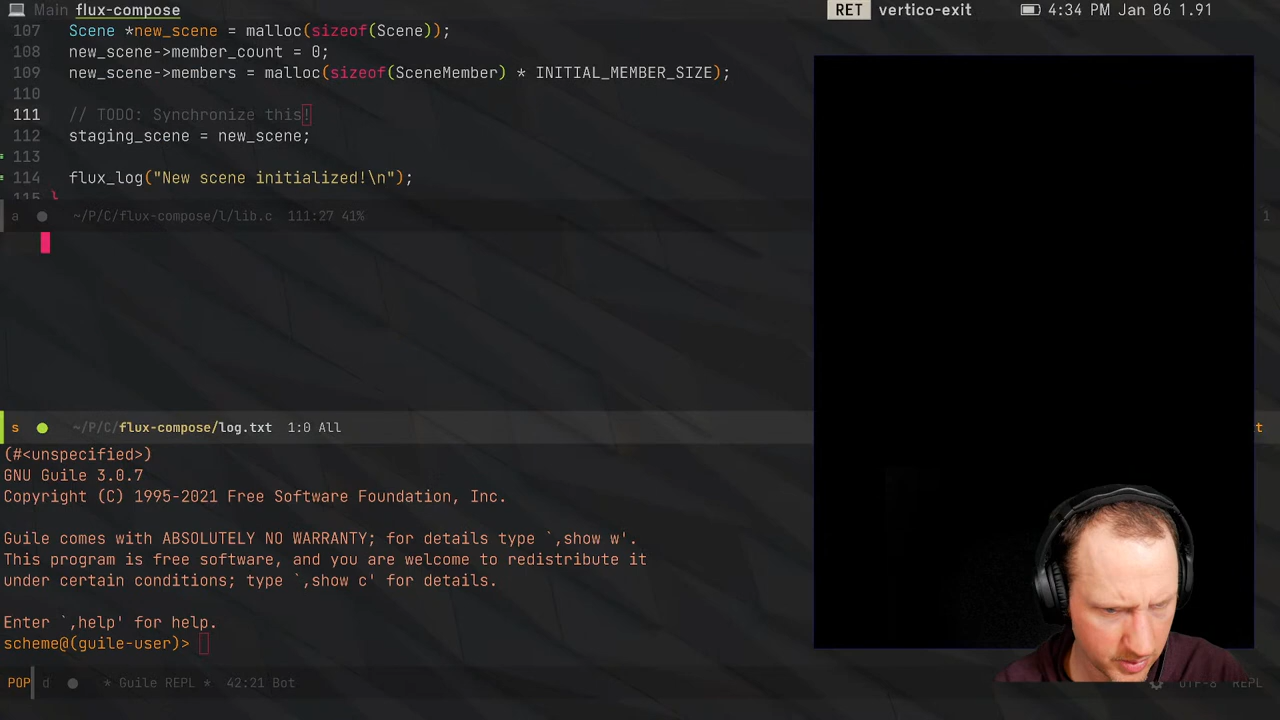 Main flux-compose RET vertico-exit 4:34 PM Jan 06 1.91
107 Scene *new_scene = malloc(sizeof(Scene));
108 new_scene->member_count = 0;
109 new_scene->members = malloc(sizeof(SceneMember) * INITIAL_MEMBER_SIZE);
110
111 // TODO: Synchronize this!
112 staging_scene = new_scene;
113
114 flux_log("New scene initialized!\n");
115 }
a ~/P/C/flux-compose/l/lib.c 111:27 41% 1
s ~/P/C/flux-compose/log.txt 1:0 All
(#<unspecified>)
GNU Guile 3.0.7
Copyright (C) 1995-2021 Free Software Foundation, Inc.
Guile comes with ABSOLUTELY NO WARRANTY; for details type `,show w'.
This program is free software, and you are welcome to redistribute it
under certain conditions; type `,show c' for details.
Enter `,help' for help.
scheme@(guile-user)>
POP d * Guile REPL * 42:21 Bot UTF-8 REPL